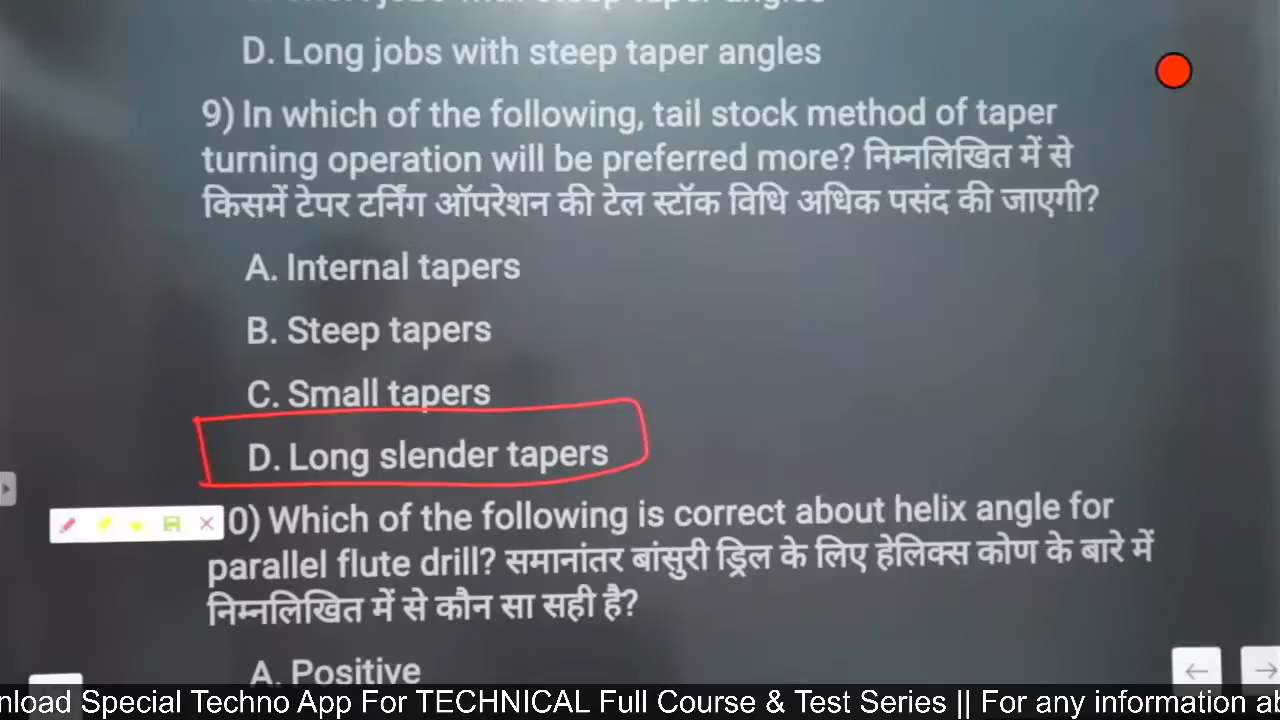 D. Long jobs with steep taper angles
9) In which of the following, tail stock method of taper
turning operation will be preferred more? निम्नलिखित में से
किसमें टेपर टर्निंग ऑपरेशन की टेल स्टॉक विधि अधिक पसंद की जाएगी?
A. Internal tapers
B. Steep tapers
C. Small tapers
D. Long slender tapers
0) Which of the following is correct about helix angle for
parallel flute drill? समानांतर बांसुरी ड्रिल के लिए हेलिक्स कोण के बारे में
निम्नलिखित में से कौन सा सही है?
A. Positive
nload Special Techno App For TECHNICAL Full Course & Test Series || For any information ab